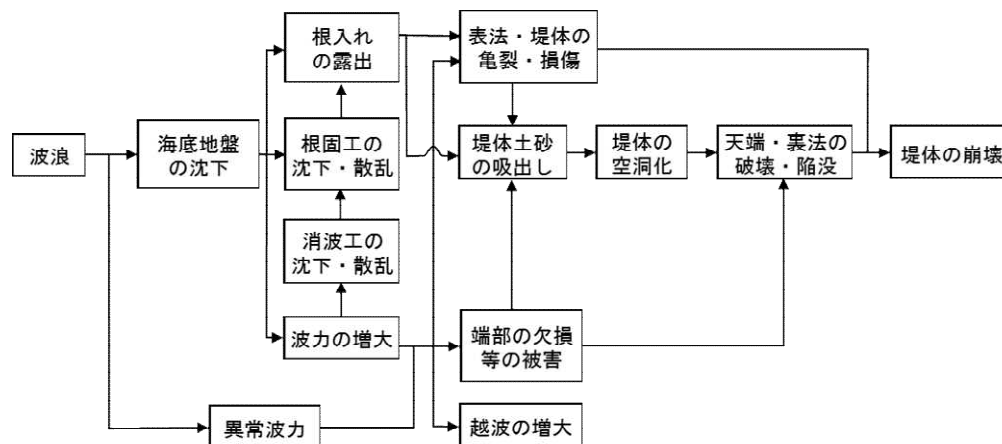 波浪
海底地盤
の沈下
根入れ
の露出
根固工の
沈下・散乱
消波工の
沈下・散乱
波力の増大
異常波力
表法・堤体の
亀裂・損傷
堤体土砂
の吸出し
端部の欠損
等の被害
越波の増大
堤体の
空洞化
天端・裏法の
破壊・陥没
堤体の崩壊